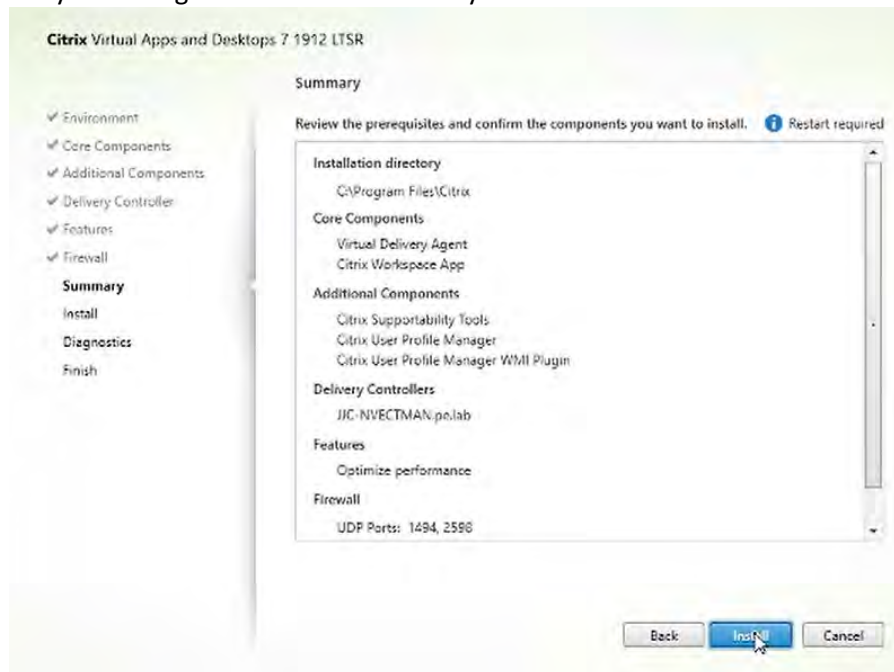 Citrix Virtual Apps and Desktops 7 1912 LTSR
Summary
Environment
Core Components
Additional Components
Delivery Controller
Features
Firewall
Summary
Install
Diagnostics
Finish
Review the prerequisites and confirm the components you want to install.
Restart required
Installation directory
C:\Program Files\Citrix
Core Components
Virtual Delivery Agent
Citrix Workspace App
Additional Components
Citrix Supportability Tools
Citrix User Profile Manager
Citrix User Profile Manager WMI Plugin
Delivery Controllers
JJC-NVECTMAN.pe.lab
Features
Optimize performance
Firewall
UDP Ports: 1494, 2598
Back
Install
Cancel